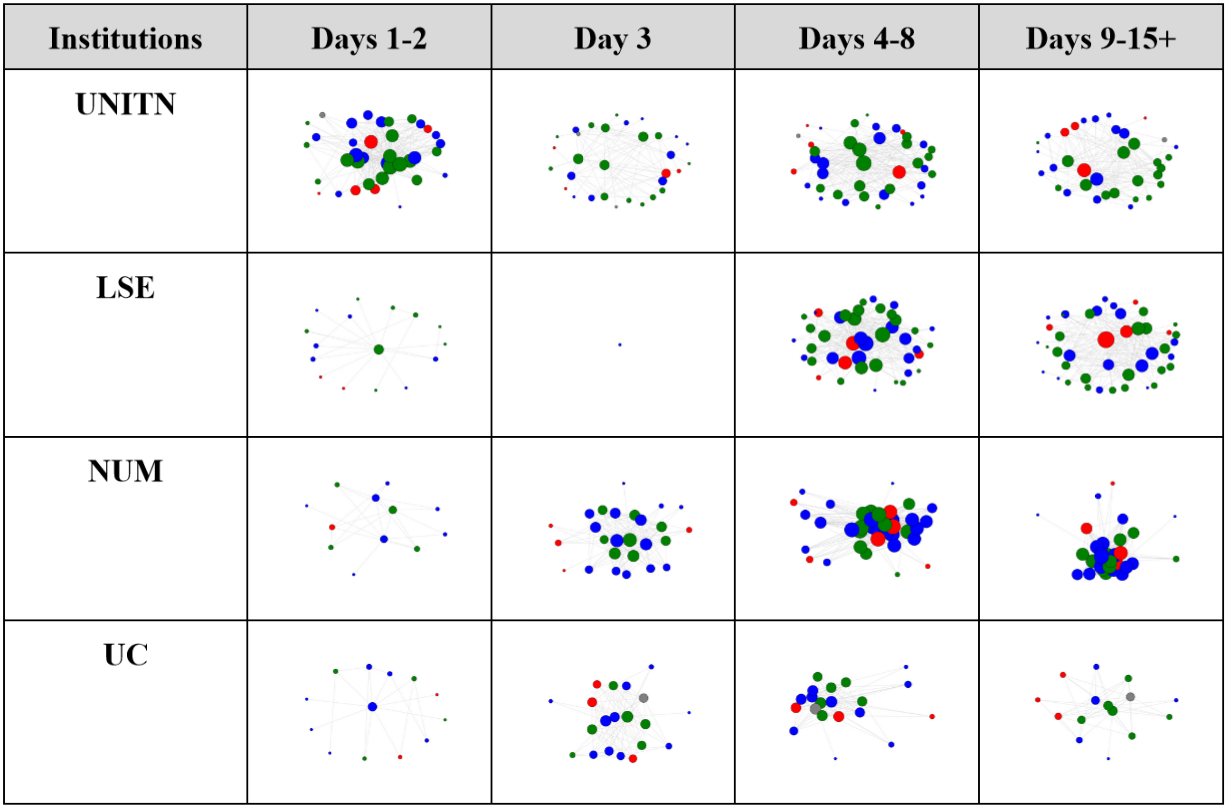 Institutions Days 1-2 Day 3 Days 4-8 Days 9-15+
UNITN
LSE
NUM
UC